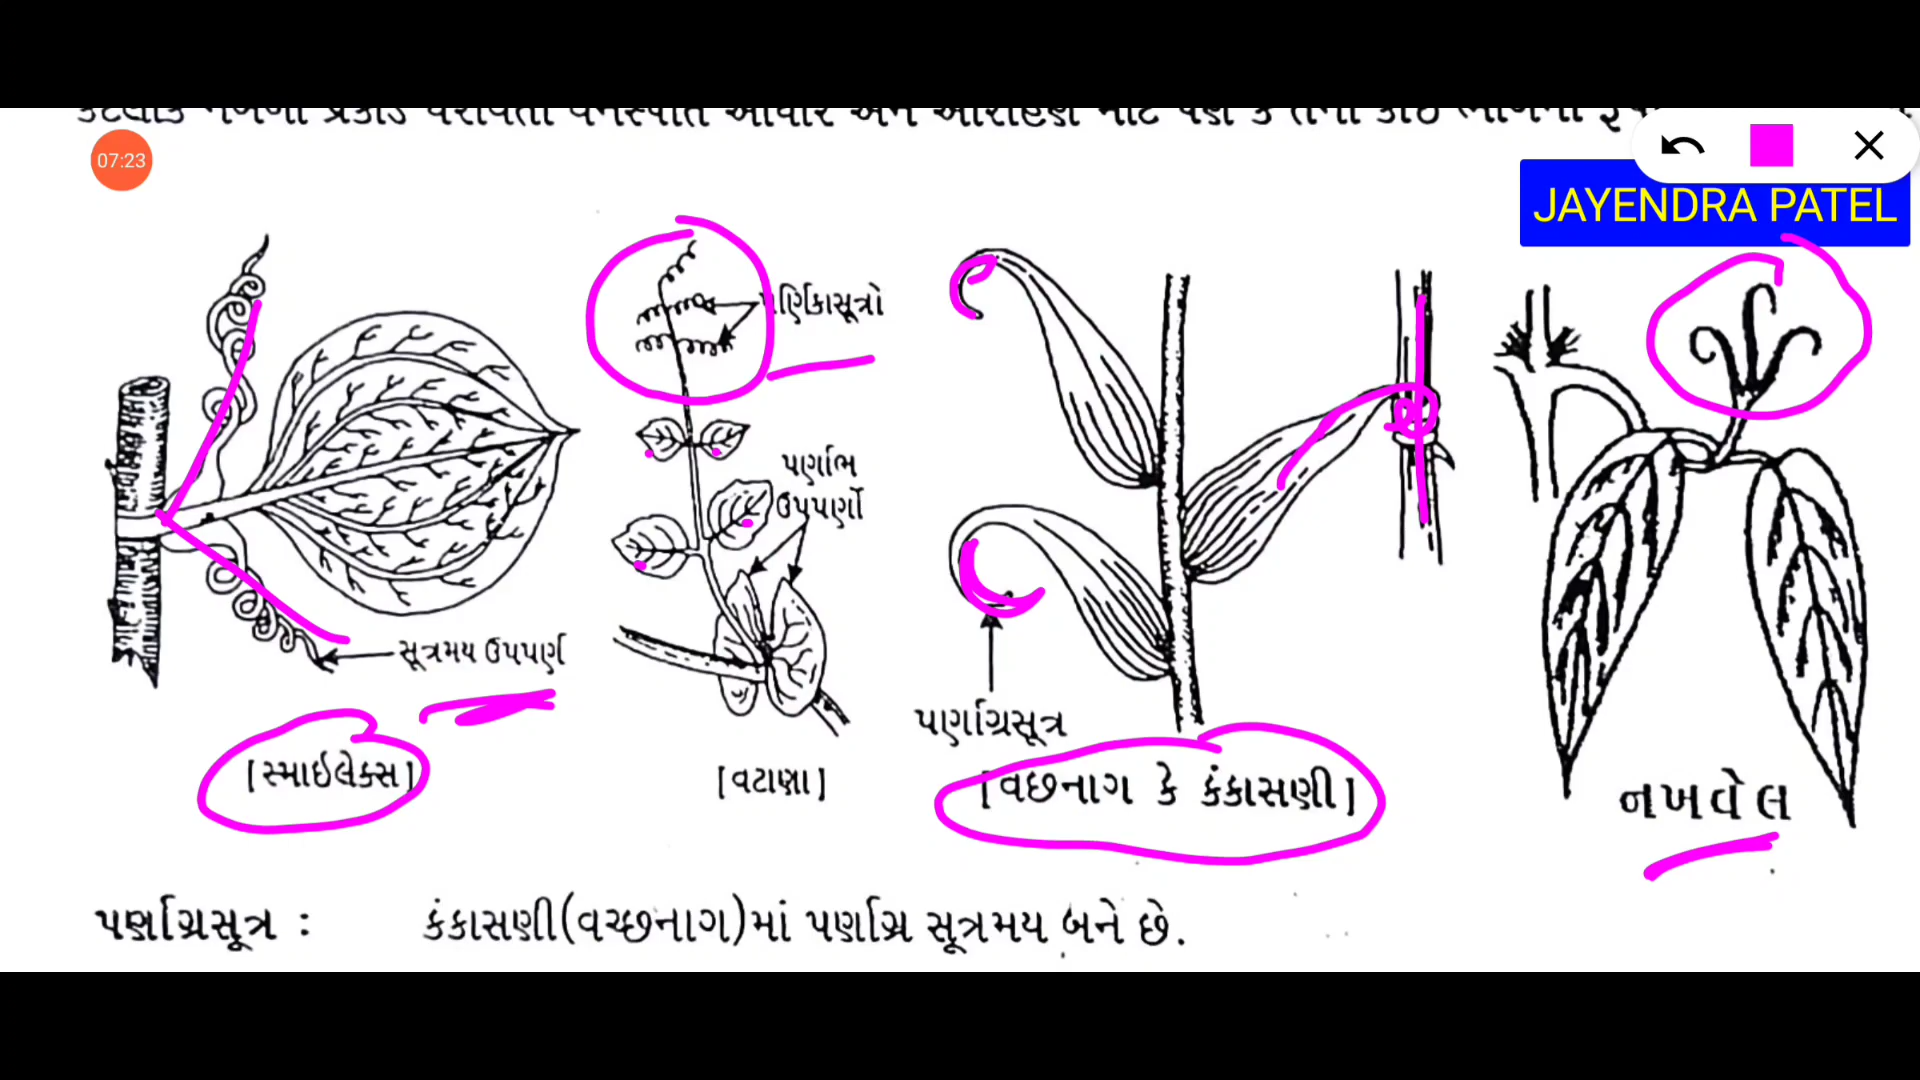 07:23
JAYENDRA PATEL
પર્ણિકાસૂત્રો
પર્ણાભ
ઉપપર્ણો
સૂત્રમય ઉપપર્ણ
પર્ણાગ્રસૂત્ર
[સ્માઇલેક્સ]
[વટાણા]
[વછનાગ કે કંકાસણી]
નખવેલ
પર્ણાગ્રસૂત્ર : કંકાસણી(વચ્છનાગ)માં પર્ણાગ્ર સૂત્રમય બને છે.